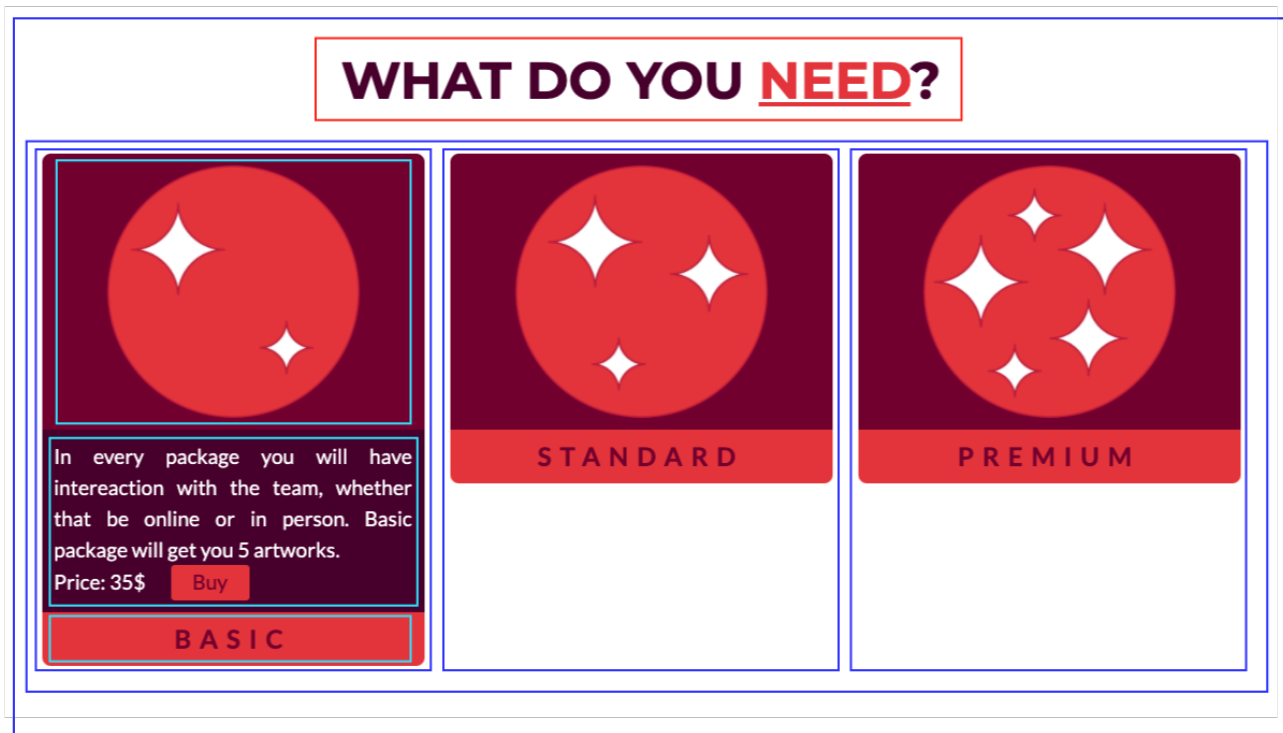 WHAT DO YOU NEED?
In every package you will have
intereaction with the team, whether
that be online or in person. Basic
package will get you 5 artworks.
Price: 35$ Buy
BASIC
STANDARD
PREMIUM